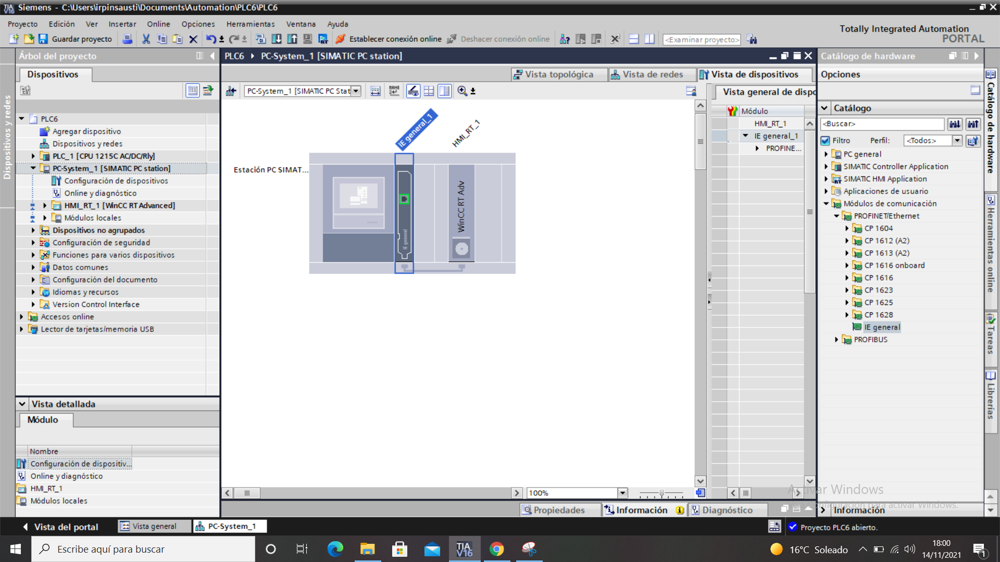 TIA V16 Siemens - C:\Users\irpinsausti\Documents\Automation\PLC6\PLC6
Proyecto Edición Ver Insertar Online Opciones Herramientas Ventana Ayuda
Totally Integrated Automation
PORTAL
Guardar proyecto Establecer conexión online Deshacer conexión online <Examinar proyecto>
Árbol del proyecto
PLC6 PC-System_1 [SIMATIC PC station]
Catálogo de hardware
Dispositivos
Vista topológica Vista de redes Vista de dispositivos
Opciones
PC-System_1 [SIMATIC PC Stat
NAME
Vista general de dispo
Dispositivos y redes
PLC6
Agregar dispositivo
Dispositivos y redes
PLC_1 [CPU 1215C AC/DC/Rly]
PC-System_1 [SIMATIC PC station]
Configuración de dispositivos
Online y diagnóstico
HMI_RT_1 [WinCC RT Advanced]
Módulos locales
Dispositivos no agrupados
Configuración de seguridad
Funciones para varios dispositivos
Datos comunes
Configuración del documento
Idiomas y recursos
Version Control Interface
Accesos online
Lector de tarjetas/memoria USB
Vista detallada
Módulo
Nombre
Configuración de dispositiv...
Online y diagnóstico
HMI_RT_1
Módulos locales
IE general_1
HMI_RT_1
Estación PC SIMAT...
IE general
WinCC RT Adv
100%
Módulo
HMI_RT_1
IE general_1
PROFINE...
Catálogo
<Buscar>
Filtro Perfil: <Todos>
PC general
SIMATIC Controller Application
SIMATIC HMI Application
Aplicaciones de usuario
Módulos de comunicación
PROFINET/Ethernet
CP 1604
CP 1612 (A2)
CP 1613 (A2)
CP 1616 onboard
CP 1616
CP 1623
CP 1625
CP 1628
IE general
PROFIBUS
Catálogo de hardware
Herramientas online
Tareas
Librerías
Activar Windows
configuración para activar Windows.
Propiedades Información Diagnóstico
Información
Vista del portal Vista general PC-System_1
Proyecto PLC6 abierto.
Escribe aquí para buscar
TIA V16
16°C Soleado
18:00
14/11/2021
1